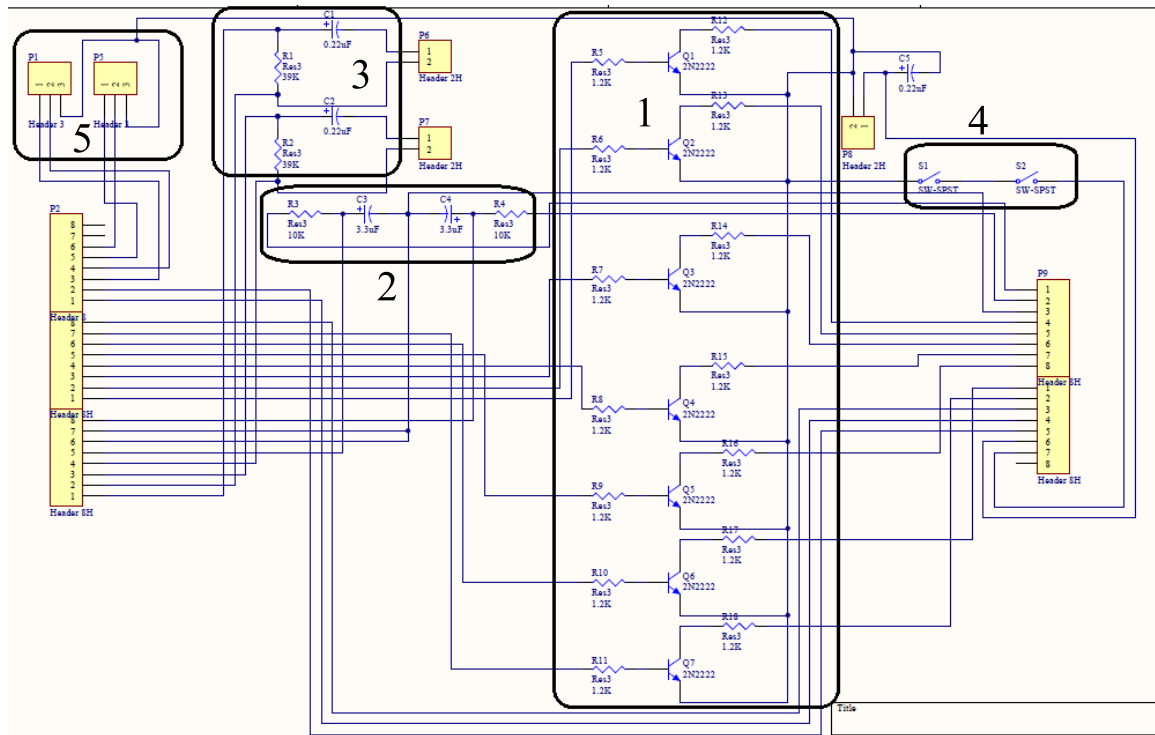 P1
1
2
3
Header 3
P5
1
2
3
5
C1
0.22uF
R1
Res3
39K
3
C2
0.22uF
R2
Res3
39K
P6
1
2
Header 2H
P7
1
2
Header 2H
R3
Res3
10K
C3
3.3uF
C4
3.3uF
R4
Res3
10K
2
1
R5
Res3
1.2K
Q1
2N2222
R12
Res3
1.2K
R6
Res3
1.2K
Q2
2N2222
R13
Res3
1.2K
R7
Res3
1.2K
Q3
2N2222
R14
Res3
1.2K
R8
Res3
1.2K
Q4
2N2222
R15
Res3
1.2K
R9
Res3
1.2K
Q5
2N2222
R16
Res3
1.2K
R10
Res3
1.2K
Q6
2N2222
R17
Res3
1.2K
R11
Res3
1.2K
Q7
2N2222
R18
Res3
1.2K
C5
0.22uF
2
1
P8
Header 2H
4
S1
SW-SPST
S2
SW-SPST
P2
8
7
6
5
4
3
2
1
Header 8
8
7
6
5
4
3
2
1
Header 8H
8
7
6
5
4
3
2
1
Header 8H
P9
1
2
3
4
5
6
7
8
Header 8H
1
2
3
4
5
6
7
8
Header 8H
Title